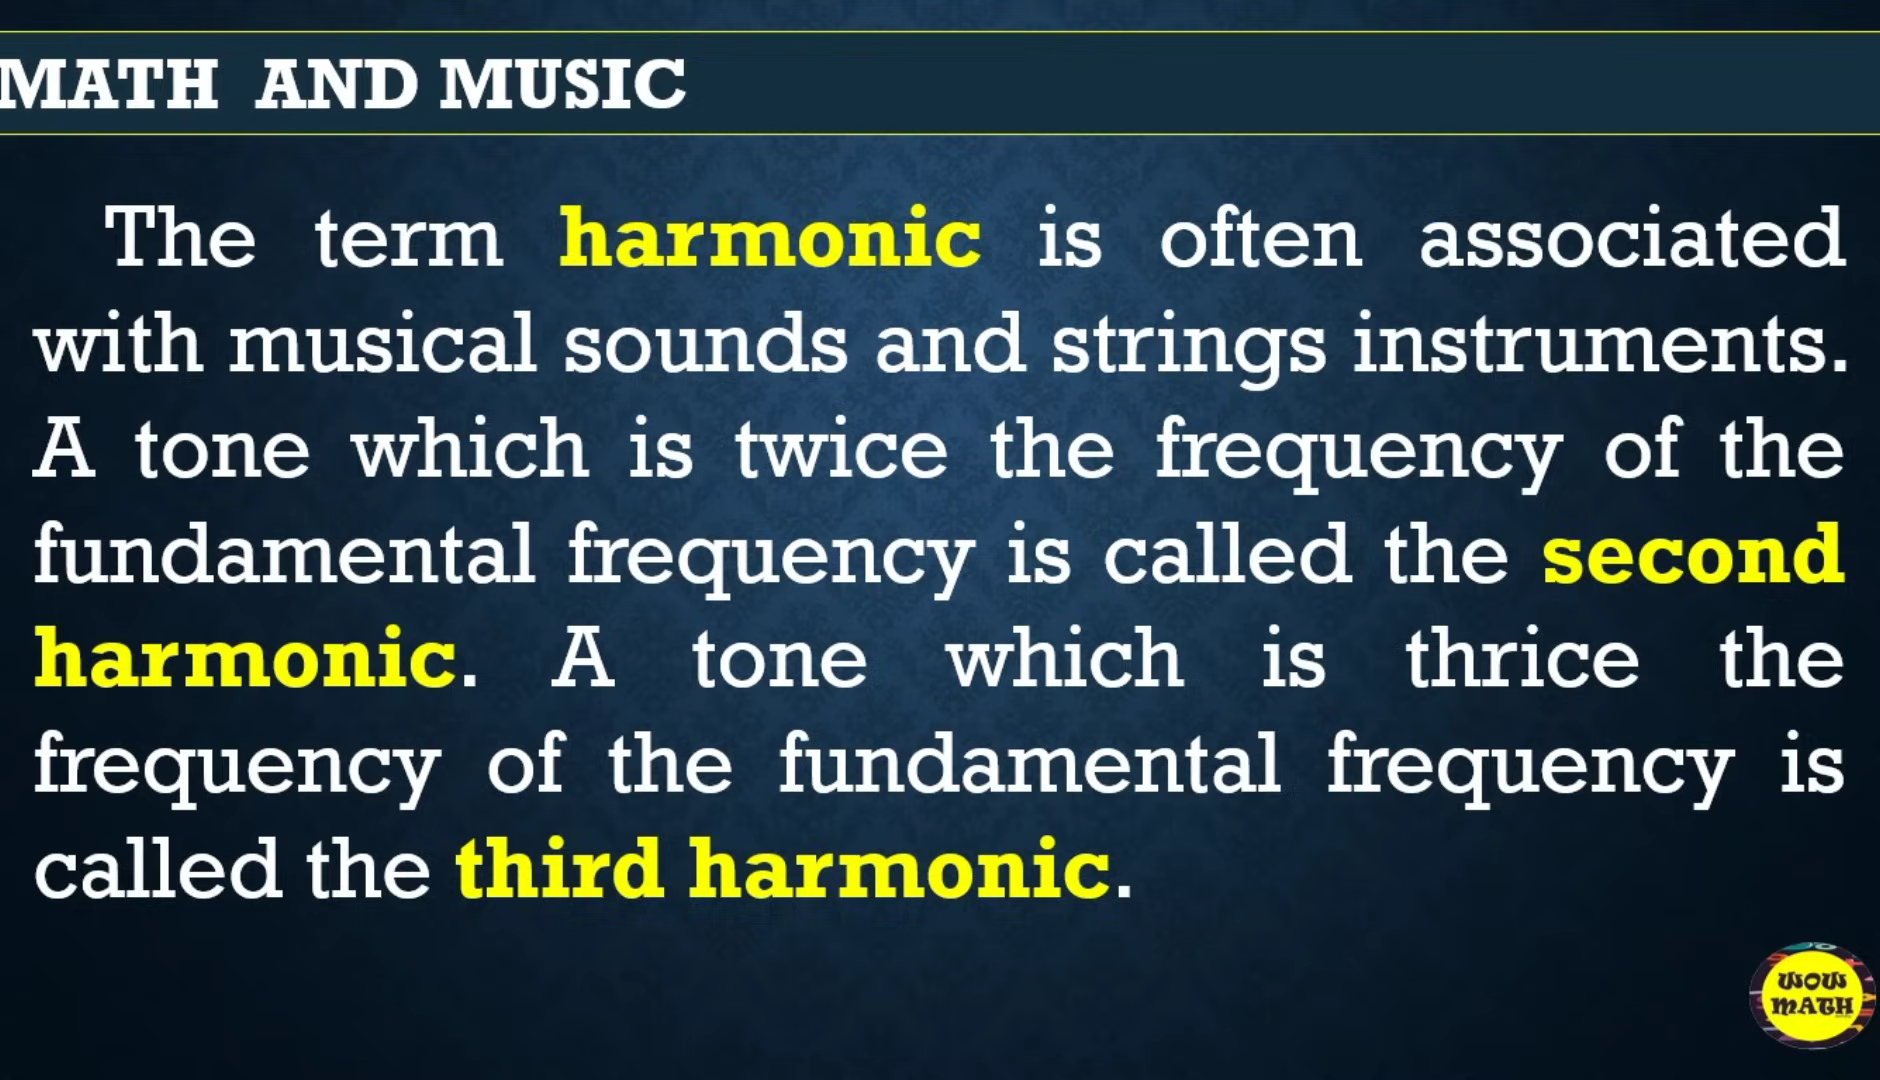 MATH AND MUSIC
The term harmonic is often associated
with musical sounds and strings instruments.
A tone which is twice the frequency of the
fundamental frequency is called the second
harmonic. A tone which is thrice the
frequency of the fundamental frequency is
called the third harmonic.
WOW
MATH